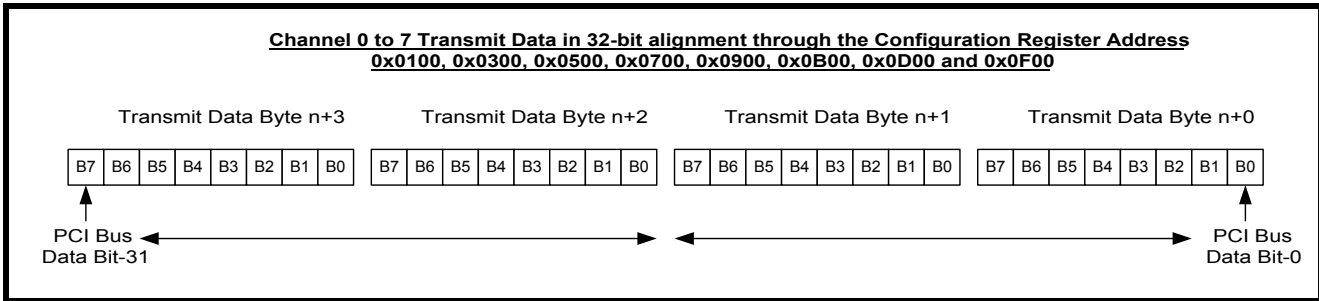 Channel 0 to 7 Transmit Data in 32-bit alignment through the Configuration Register Address
0x0100, 0x0300, 0x0500, 0x0700, 0x0900, 0x0B00, 0x0D00 and 0x0F00
Transmit Data Byte n+3 Transmit Data Byte n+2 Transmit Data Byte n+1 Transmit Data Byte n+0
B7 B6 B5 B4 B3 B2 B1 B0 B7 B6 B5 B4 B3 B2 B1 B0 B7 B6 B5 B4 B3 B2 B1 B0 B7 B6 B5 B4 B3 B2 B1 B0
PCI Bus
Data Bit-31
PCI Bus
Data Bit-0